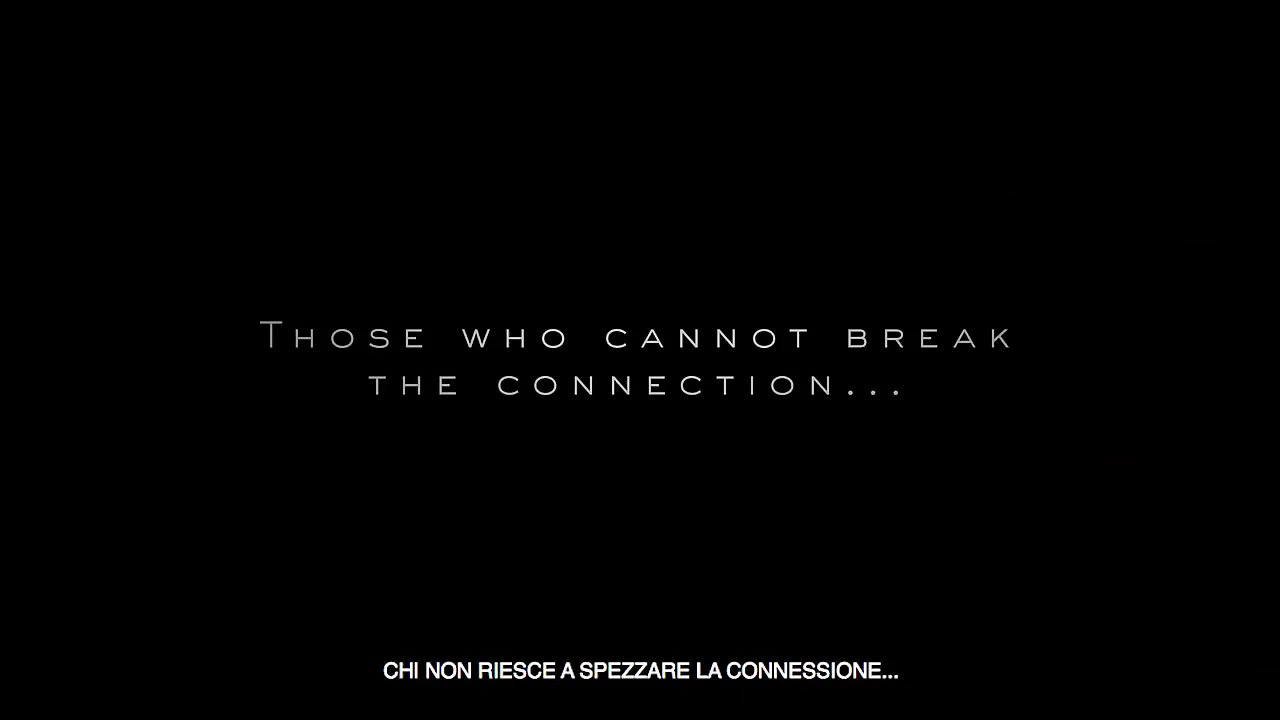 Those who cannot break
the connection...
CHI NON RIESCE A SPEZZARE LA CONNESSIONE...